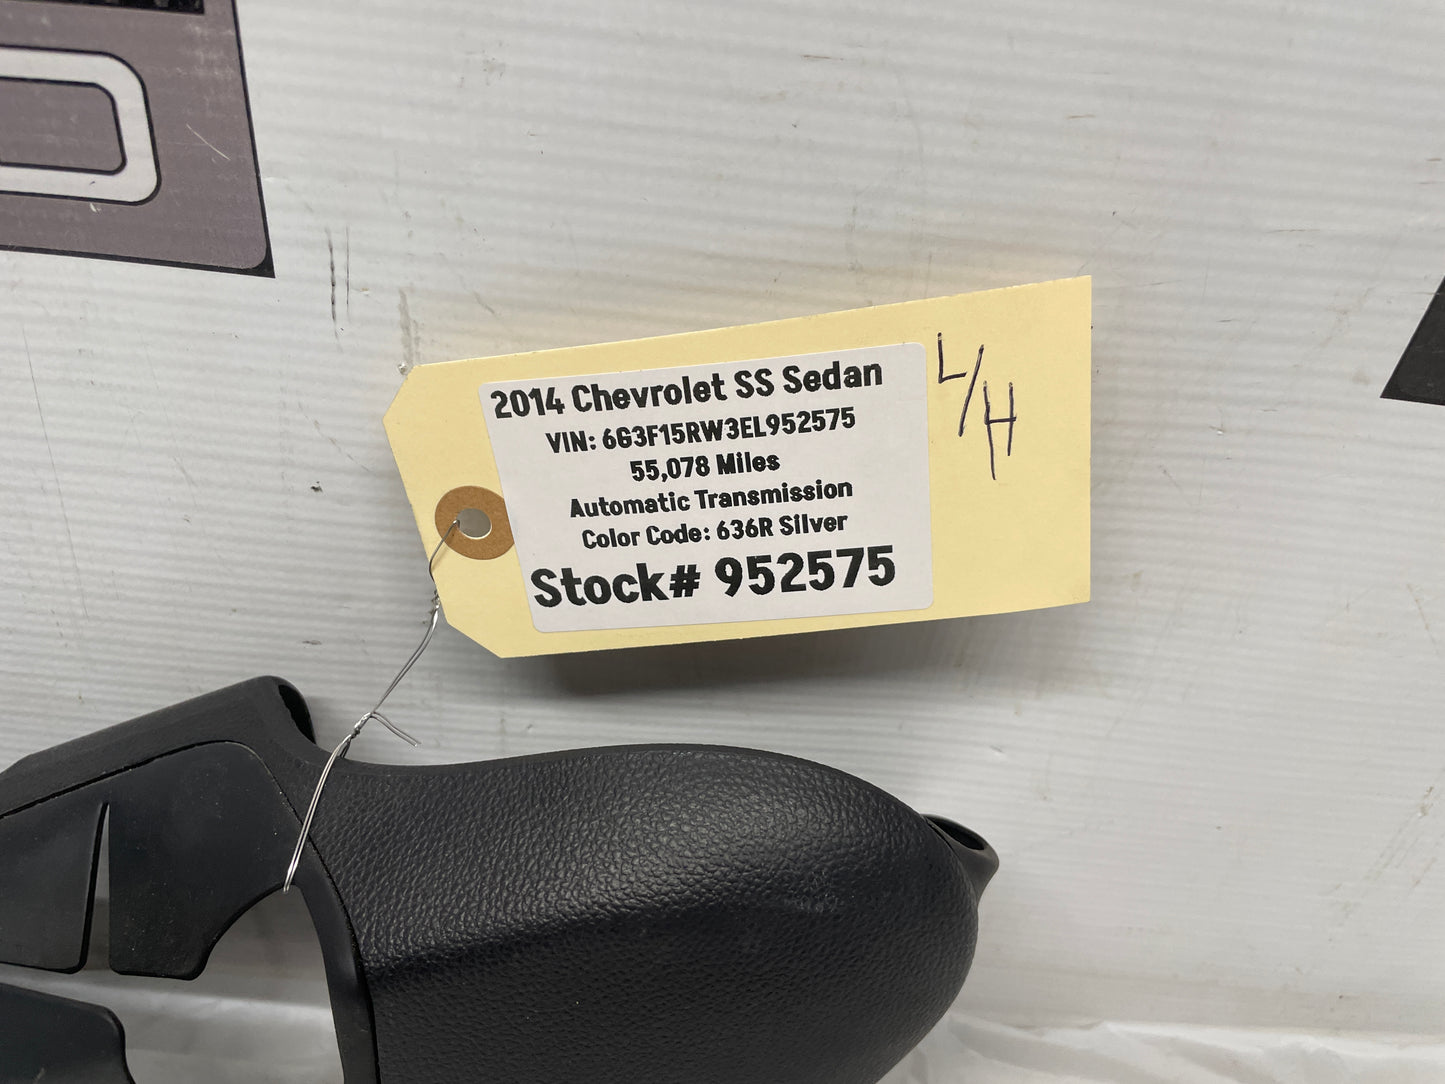 2014 Chevrolet SS Sedan
VIN: 6G3F15RW3EL952575
55,078 Miles
Automatic Transmission
Color Code: 636R Silver
Stock# 952575
L/H